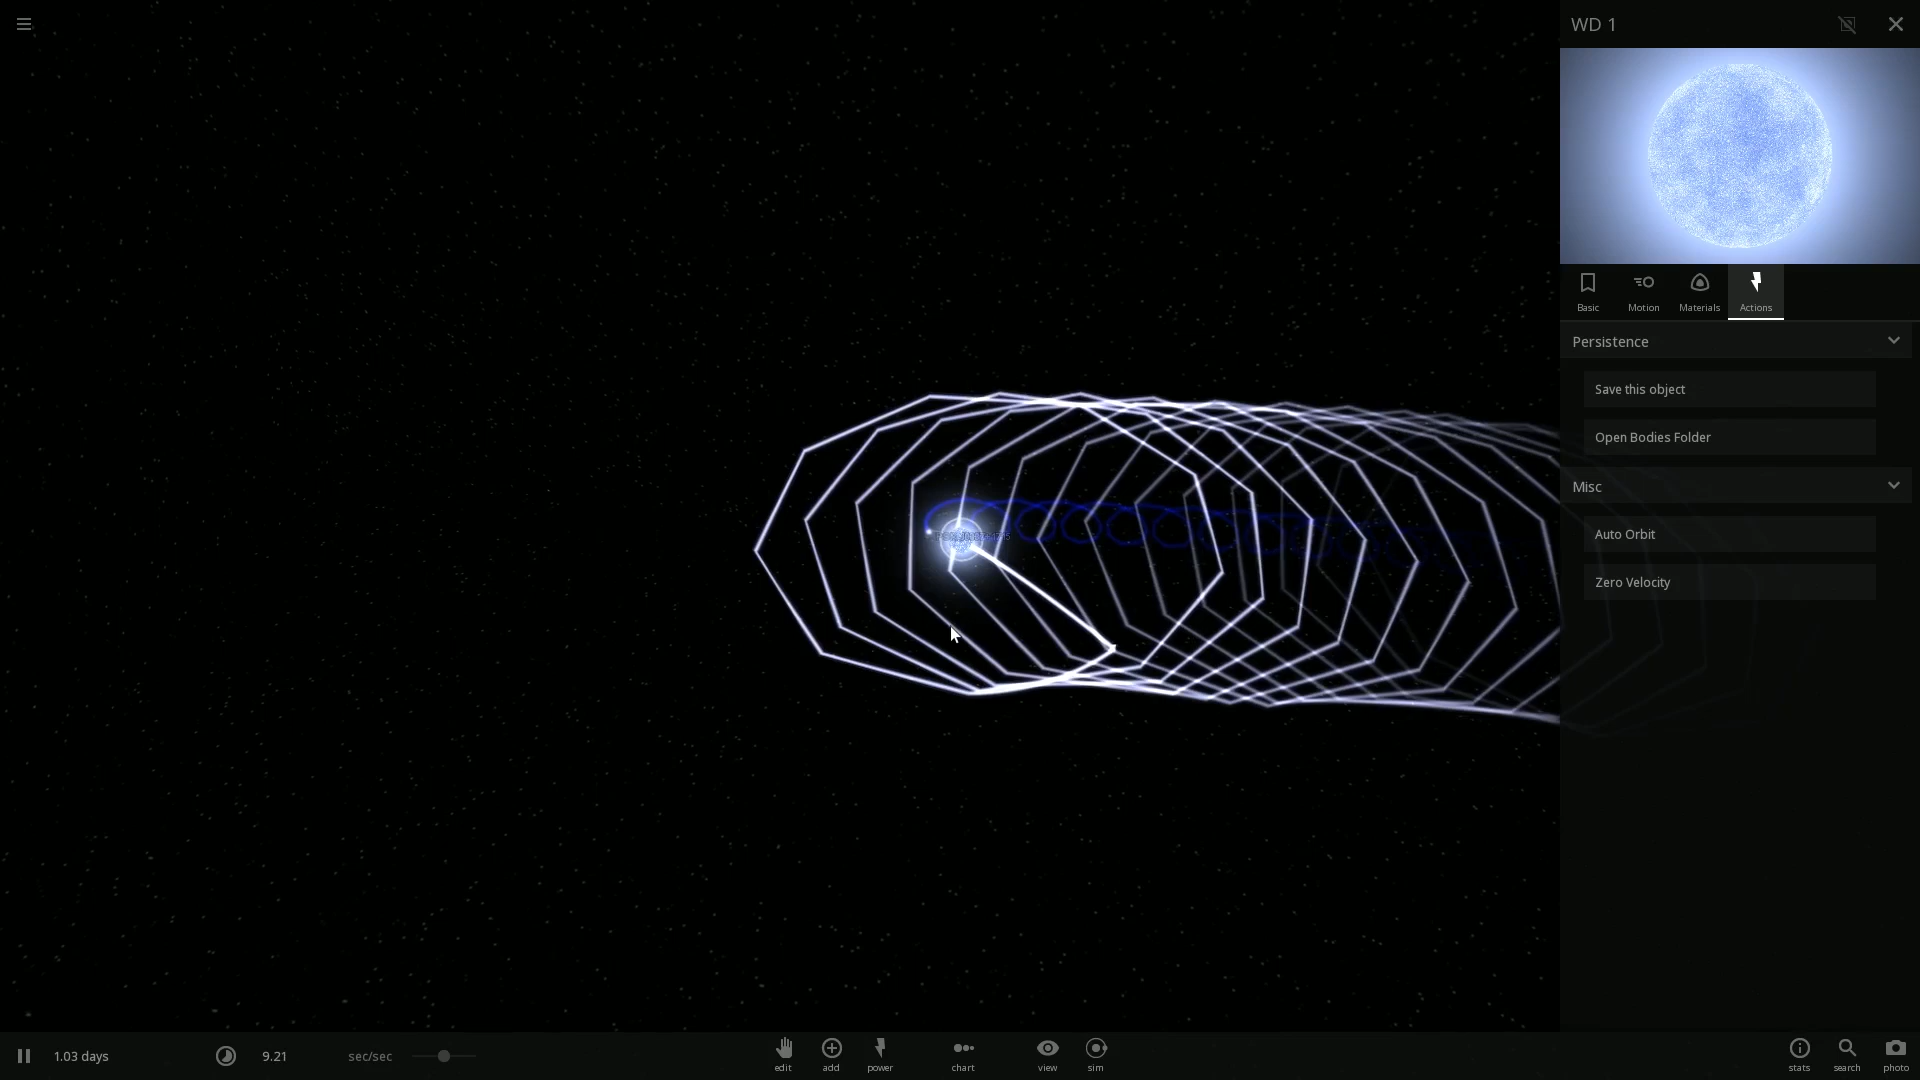 WD 1
Basic
Motion
Materials
Actions
Persistence
Save this object
Open Bodies Folder
Misc
Auto Orbit
Zero Velocity
1.03 days
9.21
sec/sec
edit
add
power
chart
view
sim
stats
search
photo